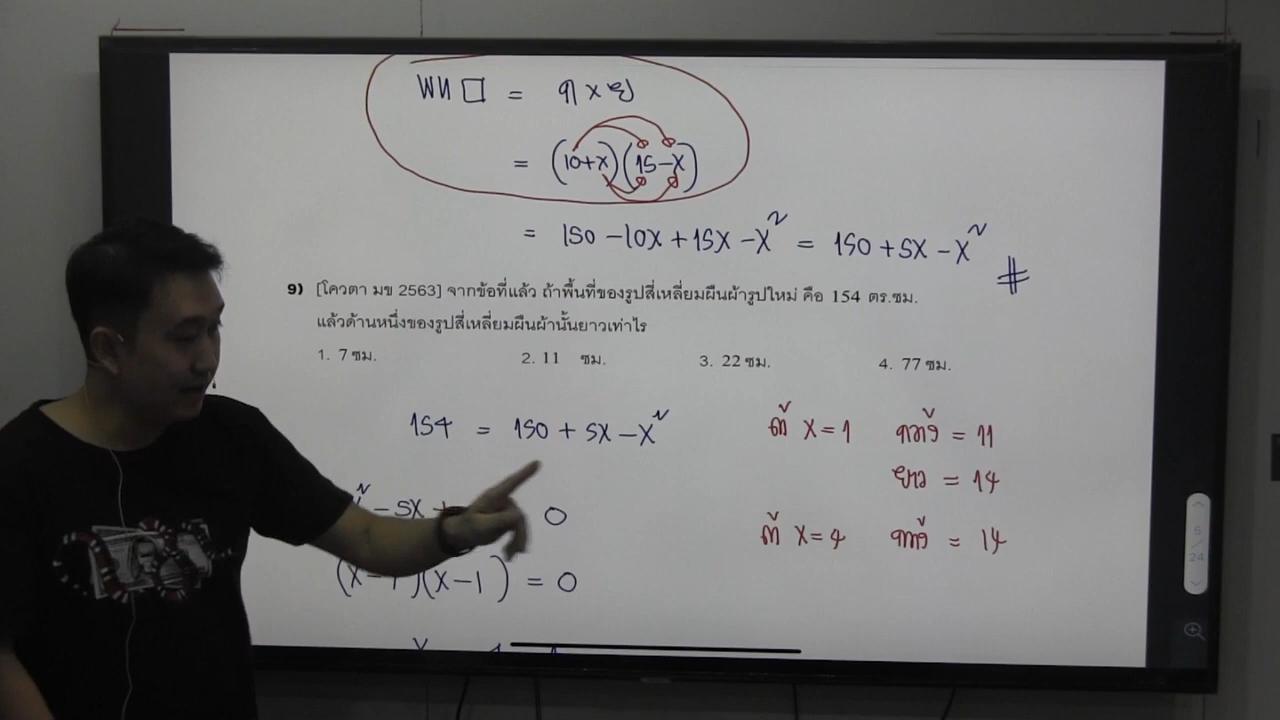 พท □ = ก x ย
= (10+x)(15-x)
= 150 -10x + 15x - x² = 150 + 5x - x² #
9) [โควตา มข 2563] จากข้อที่แล้ว ถ้าพื้นที่ของรูปสี่เหลี่ยมผืนผ้ารูปใหม่ คือ 154 ตร.ซม.
แล้วด้านหนึ่งของรูปสี่เหลี่ยมผืนผ้านั้นยาวเท่าไร
1. 7 ซม. 2. 11 ซม. 3. 22 ซม. 4. 77 ซม.
154 = 150 + 5x - x²
ถ้า x = 1 กว้าง = 11
ยาว = 14
- 5x + 0
ถ้า x = 4 กว้าง = 14
(x-4)(x-1) = 0
5
/
24